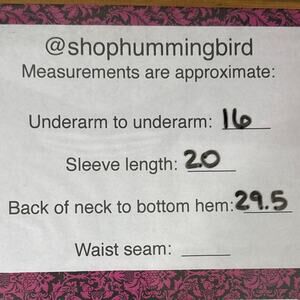 @shophummingbird
Measurements are approximate:
Underarm to underarm: 16
Sleeve length: 20
Back of neck to bottom hem: 29.5
Waist seam: ____